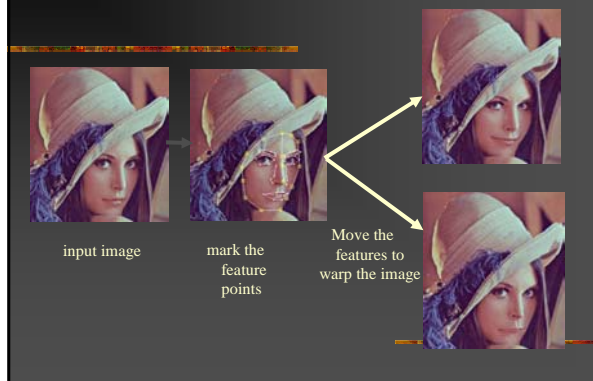 input image
mark the
feature
points
Move the
features to
warp the image